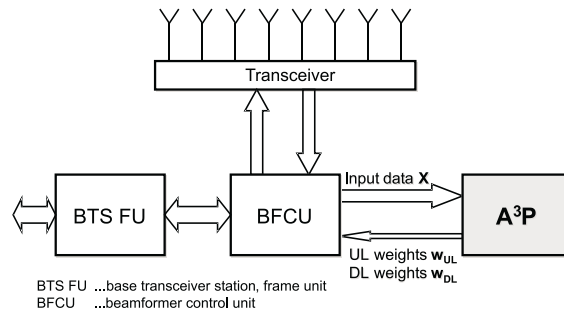 Transceiver
Input data X
BTS FU
BFCU
A³P
UL weights w_UL
DL weights w_DL
BTS FU ...base transceiver station, frame unit
BFCU ...beamformer control unit